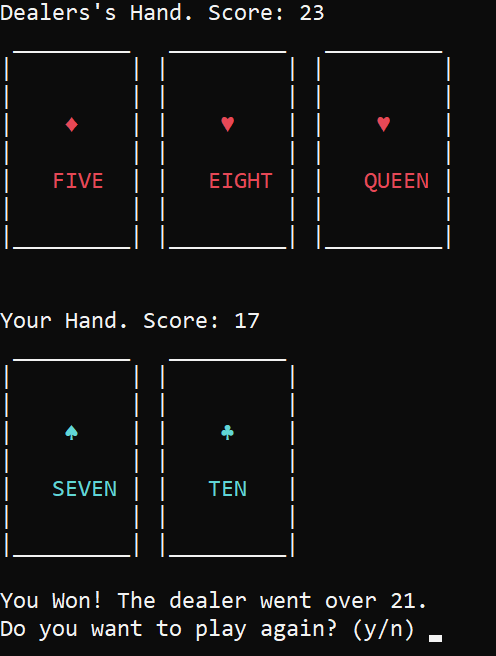 Dealers's Hand. Score: 23
♦ ♥ ♥
FIVE EIGHT QUEEN
Your Hand. Score: 17
♠ ♣
SEVEN TEN
You Won! The dealer went over 21.
Do you want to play again? (y/n)